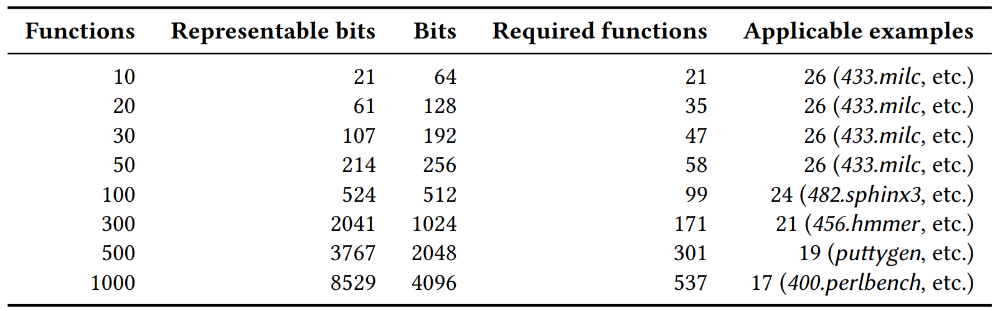 Functions Representable bits Bits Required functions Applicable examples
10 21 64 21 26 (433.milc, etc.)
20 61 128 35 26 (433.milc, etc.)
30 107 192 47 26 (433.milc, etc.)
50 214 256 58 26 (433.milc, etc.)
100 524 512 99 24 (482.sphinx3, etc.)
300 2041 1024 171 21 (456.hmmer, etc.)
500 3767 2048 301 19 (puttygen, etc.)
1000 8529 4096 537 17 (400.perlbench, etc.)